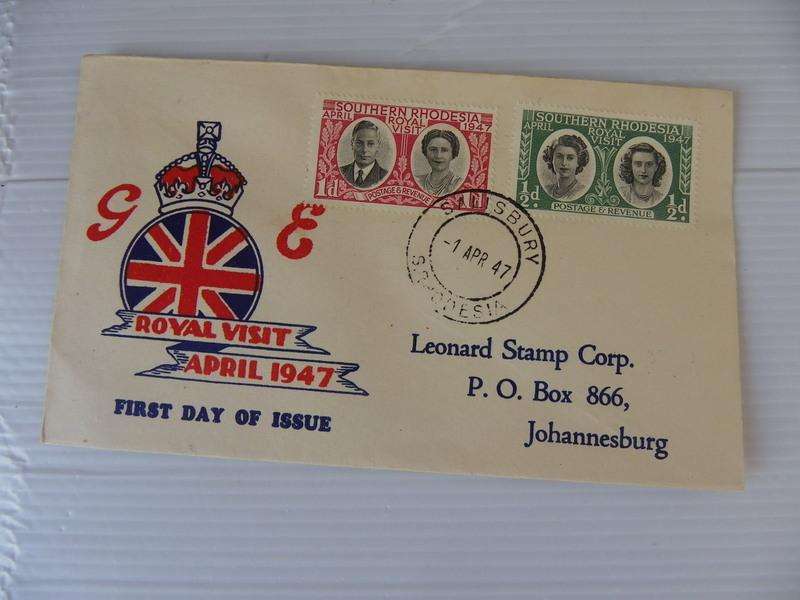 G E
ROYAL VISIT
APRIL 1947
FIRST DAY OF ISSUE
SOUTHERN RHODESIA
APRIL ROYAL VISIT 1947
1d
POSTAGE & REVENUE
SOUTHERN RHODESIA
APRIL ROYAL VISIT 1947
½d
POSTAGE & REVENUE
½d.
SALISBURY
-1 APR 47
S. RHODESIA
Leonard Stamp Corp.
P. O. Box 866,
Johannesburg